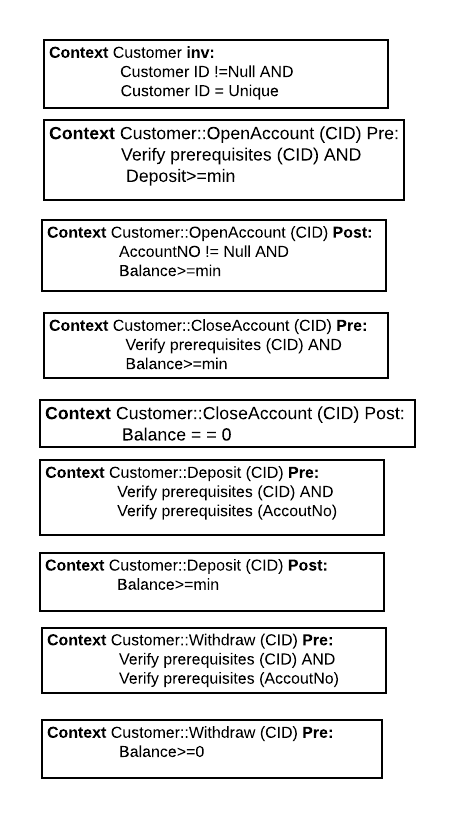 Context Customer inv:
Customer ID !=Null AND
Customer ID = Unique
Context Customer::OpenAccount (CID) Pre:
Verify prerequisites (CID) AND
Deposit>=min
Context Customer::OpenAccount (CID) Post:
AccountNO != Null AND
Balance>=min
Context Customer::CloseAccount (CID) Pre:
Verify prerequisites (CID) AND
Balance>=min
Context Customer::CloseAccount (CID) Post:
Balance = = 0
Context Customer::Deposit (CID) Pre:
Verify prerequisites (CID) AND
Verify prerequisites (AccoutNo)
Context Customer::Deposit (CID) Post:
Balance>=min
Context Customer::Withdraw (CID) Pre:
Verify prerequisites (CID) AND
Verify prerequisites (AccoutNo)
Context Customer::Withdraw (CID) Pre:
Balance>=0